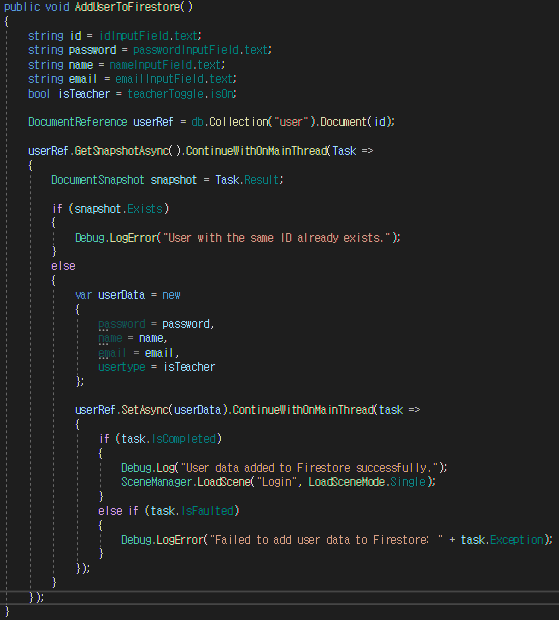 public void AddUserToFirestore()
{
string id = idInputField.text;
string password = passwordInputField.text;
string name = nameInputField.text;
string email = emailInputField.text;
bool isTeacher = teacherToggle.isOn;
DocumentReference userRef = db.Collection("user").Document(id);
userRef.GetSnapshotAsync().ContinueWithOnMainThread(Task =>
{
DocumentSnapshot snapshot = Task.Result;
if (snapshot.Exists)
{
Debug.LogError("User with the same ID already exists.");
}
else
{
var userData = new
{
password = password,
name = name,
email = email,
usertype = isTeacher
};
userRef.SetAsync(userData).ContinueWithOnMainThread(task =>
{
if (task.IsCompleted)
{
Debug.Log("User data added to Firestore successfully.");
SceneManager.LoadScene("Login", LoadSceneMode.Single);
}
else if (task.IsFaulted)
{
Debug.LogError("Failed to add user data to Firestore: " + task.Exception);
}
});
}
});
}